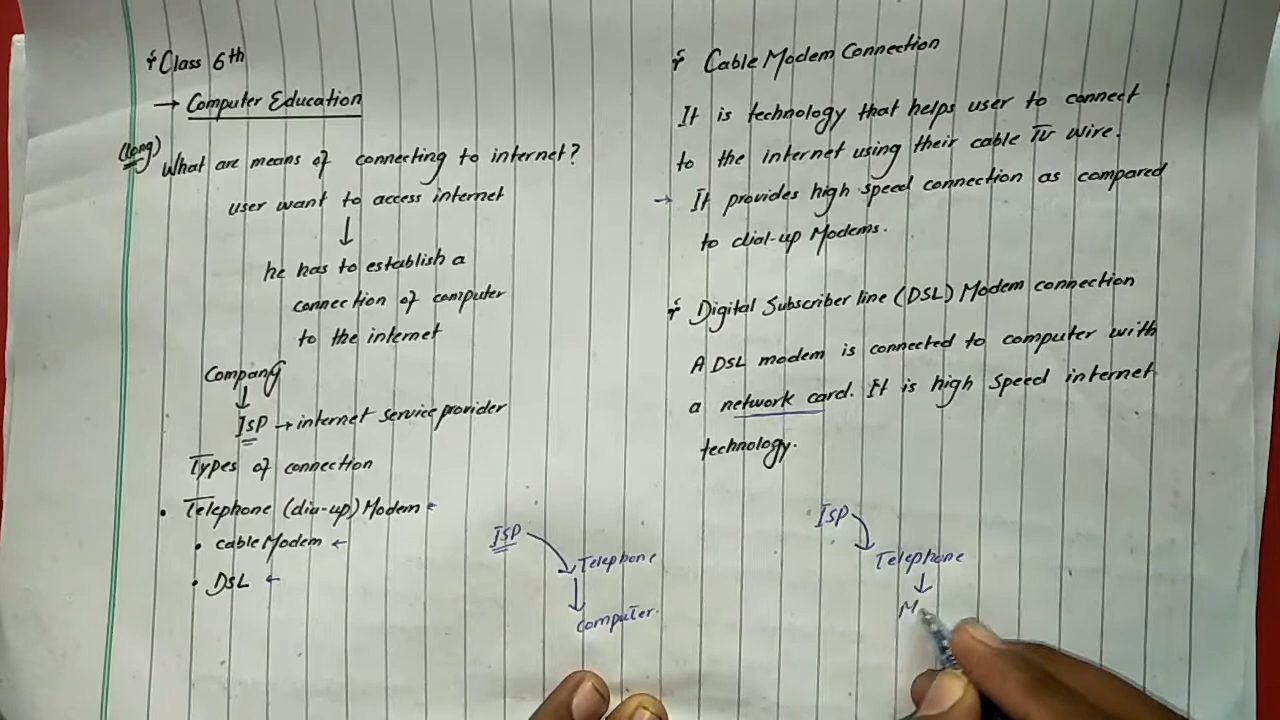 Class 6th
→ Computer Education
(long) What are means of connecting to internet?
user want to access internet
↓
he has to establish a
connection of computer
to the internet
Company
↓
ISP → internet service provider
Types of connection
• Telephone (dia-up) Modem ←
• cable Modem ←
• DSL ←
ISP
Telephone
↓
Computer.
Cable Modem Connection
It is technology that helps user to connect
to the internet using their cable TV wire.
→ It provides high speed connection as compared
to dial-up Modems.
Digital Subscriber line (DSL) Modem connection
A DSL modem is connected to computer with
a network card. It is high speed internet
technology.
ISP
Telephone
↓
M